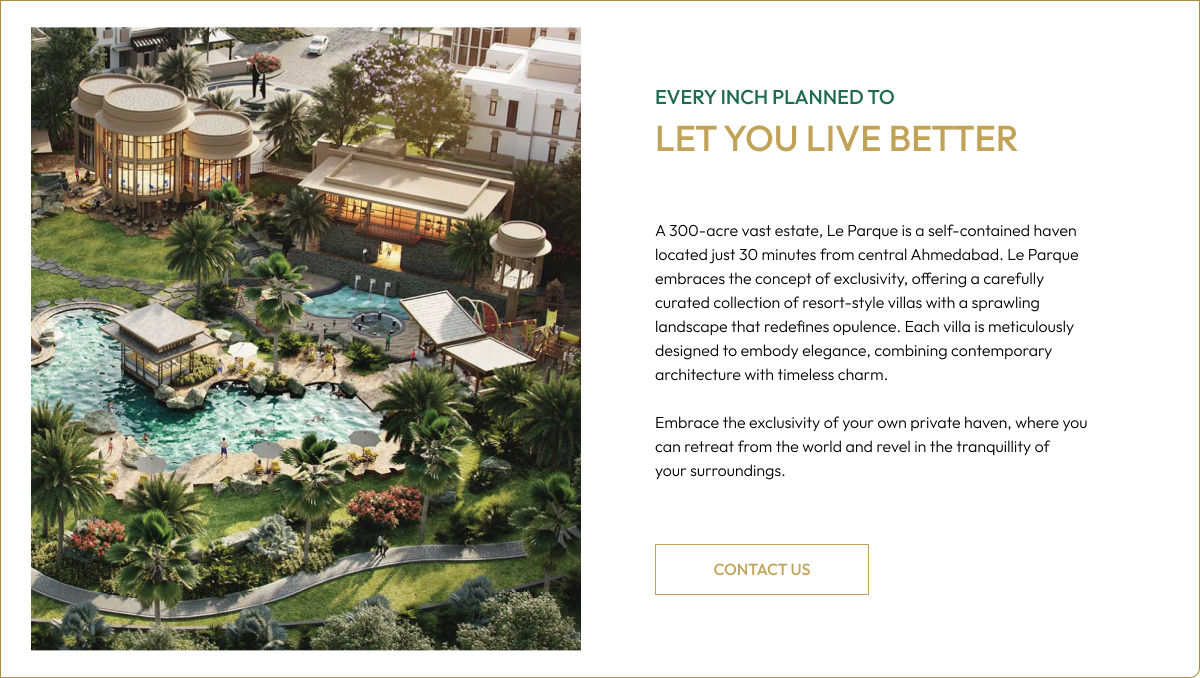 EVERY INCH PLANNED TO
LET YOU LIVE BETTER
A 300-acre vast estate, Le Parque is a self-contained haven
located just 30 minutes from central Ahmedabad. Le Parque
embraces the concept of exclusivity, offering a carefully
curated collection of resort-style villas with a sprawling
landscape that redefines opulence. Each villa is meticulously
designed to embody elegance, combining contemporary
architecture with timeless charm.
Embrace the exclusivity of your own private haven, where you
can retreat from the world and revel in the tranquillity of
your surroundings.
CONTACT US